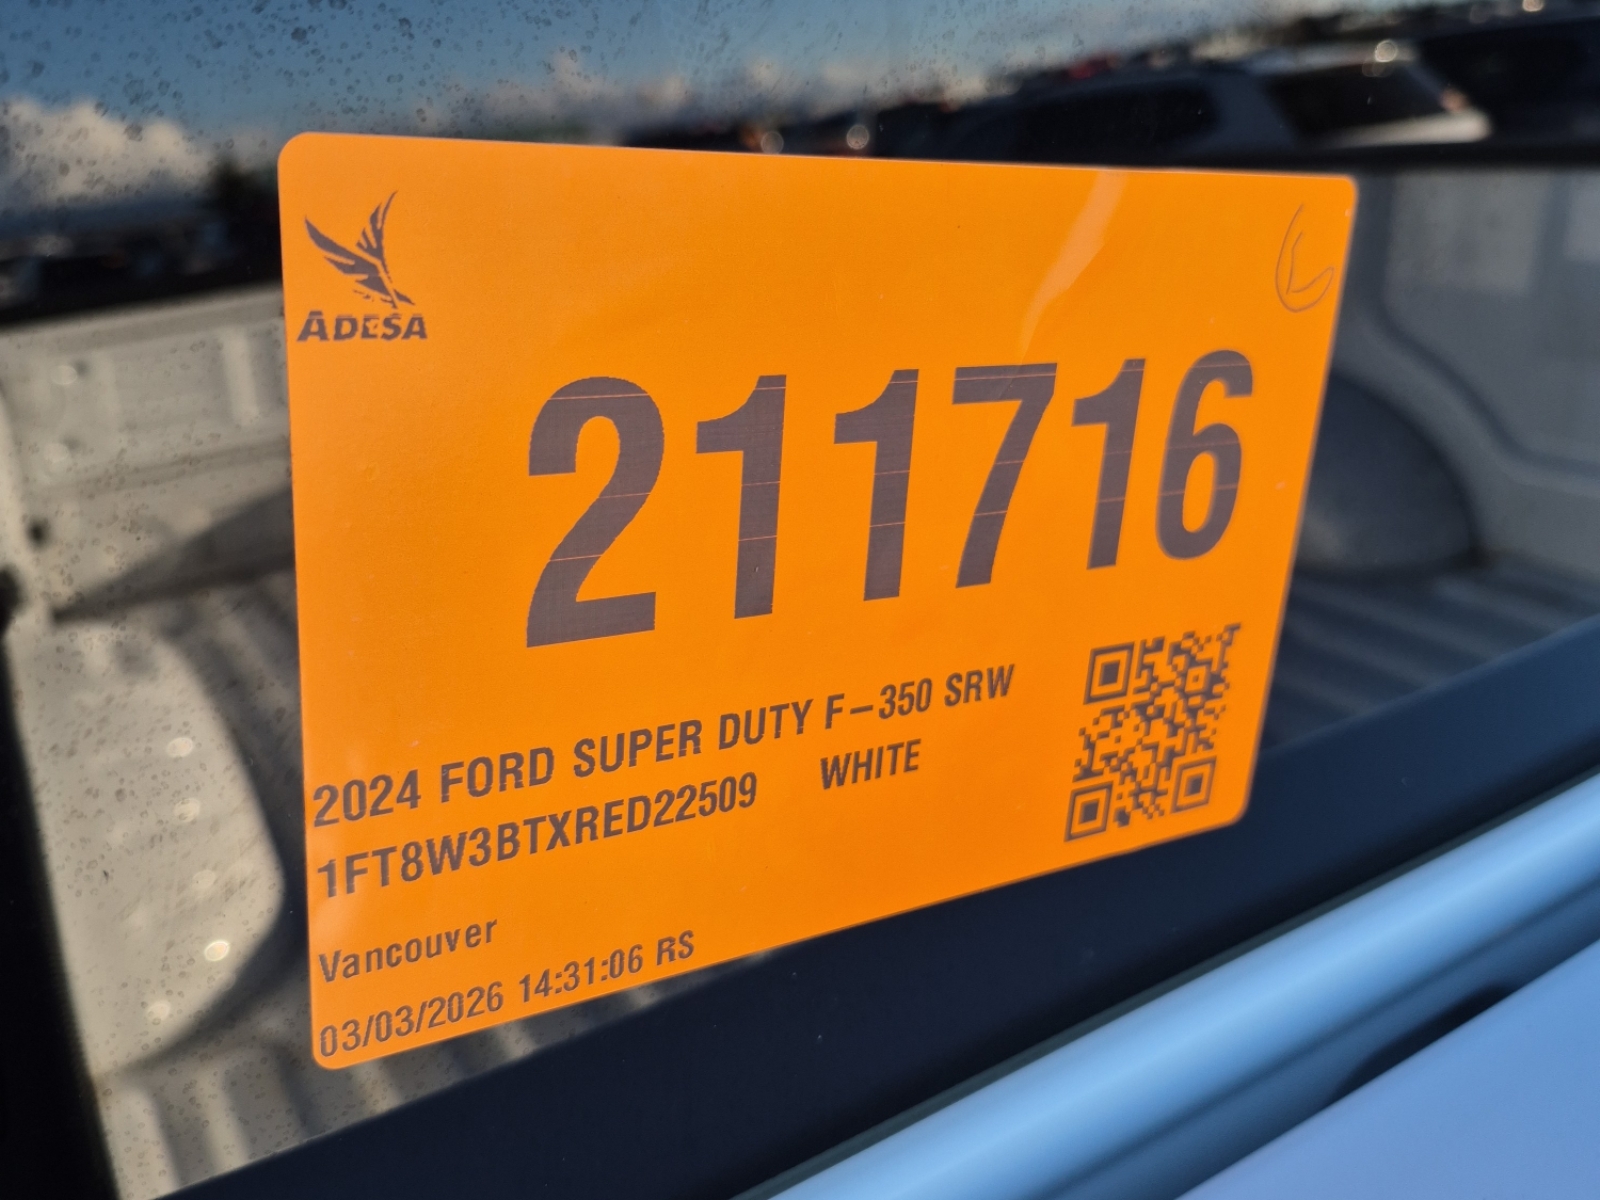 ADESA
211716
2024 FORD SUPER DUTY F-350 SRW
1FT8W3BTXRED22509 WHITE
Vancouver
03/03/2026 14:31:06 RS